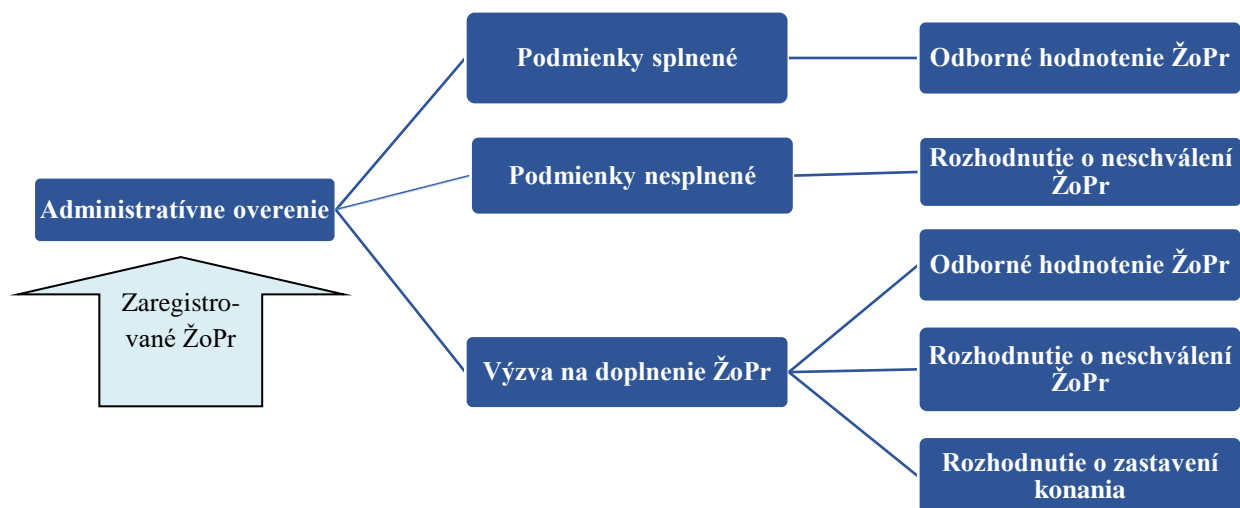 Podmienky splnené
Odborné hodnotenie ŽoPr
Podmienky nesplnené
Rozhodnutie o neschválení
ŽoPr
Administratívne overenie
Zaregistro-
vané ŽoPr
Výzva na doplnenie ŽoPr
Odborné hodnotenie ŽoPr
Rozhodnutie o neschválení
ŽoPr
Rozhodnutie o zastavení
konania